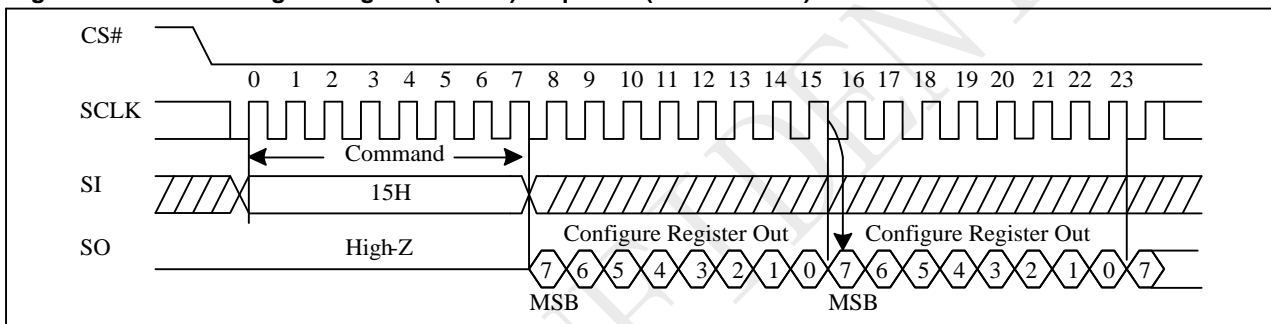 CS#
0 1 2 3 4 5 6 7 8 9 10 11 12 13 14 15 16 17 18 19 20 21 22 23
SCLK
Command
SI
15H
SO
High-Z
Configure Register Out
Configure Register Out
7 6 5 4 3 2 1 0 7 6 5 4 3 2 1 0 7
MSB
MSB